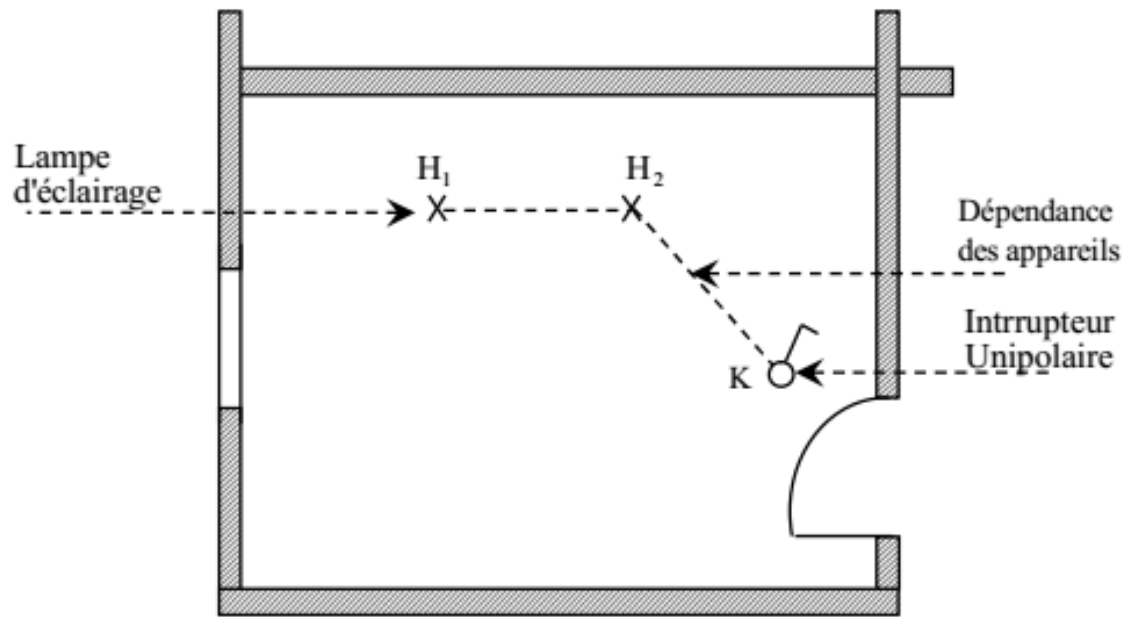 Lampe
d'éclairage
H1
H2
Dépendance
des appareils
Intrrupteur
Unipolaire
K